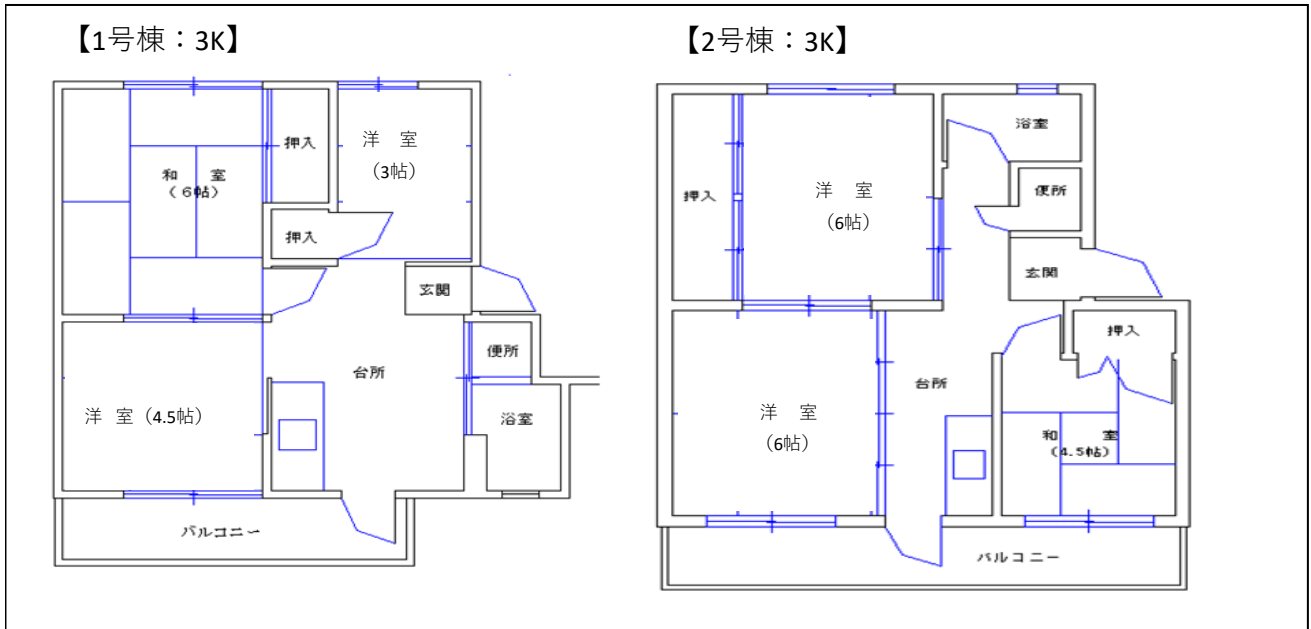 【1号棟：3K】
押入
洋　室
（3帖）
和　室
（6帖）
押入
玄関
便所
台所
洋　室（4.5帖）
浴室
バルコニー
【2号棟：3K】
浴室
押入
洋　室
（6帖）
便所
玄関
押入
台所
洋　室
（6帖）
和　室
（4.5帖）
バルコニー